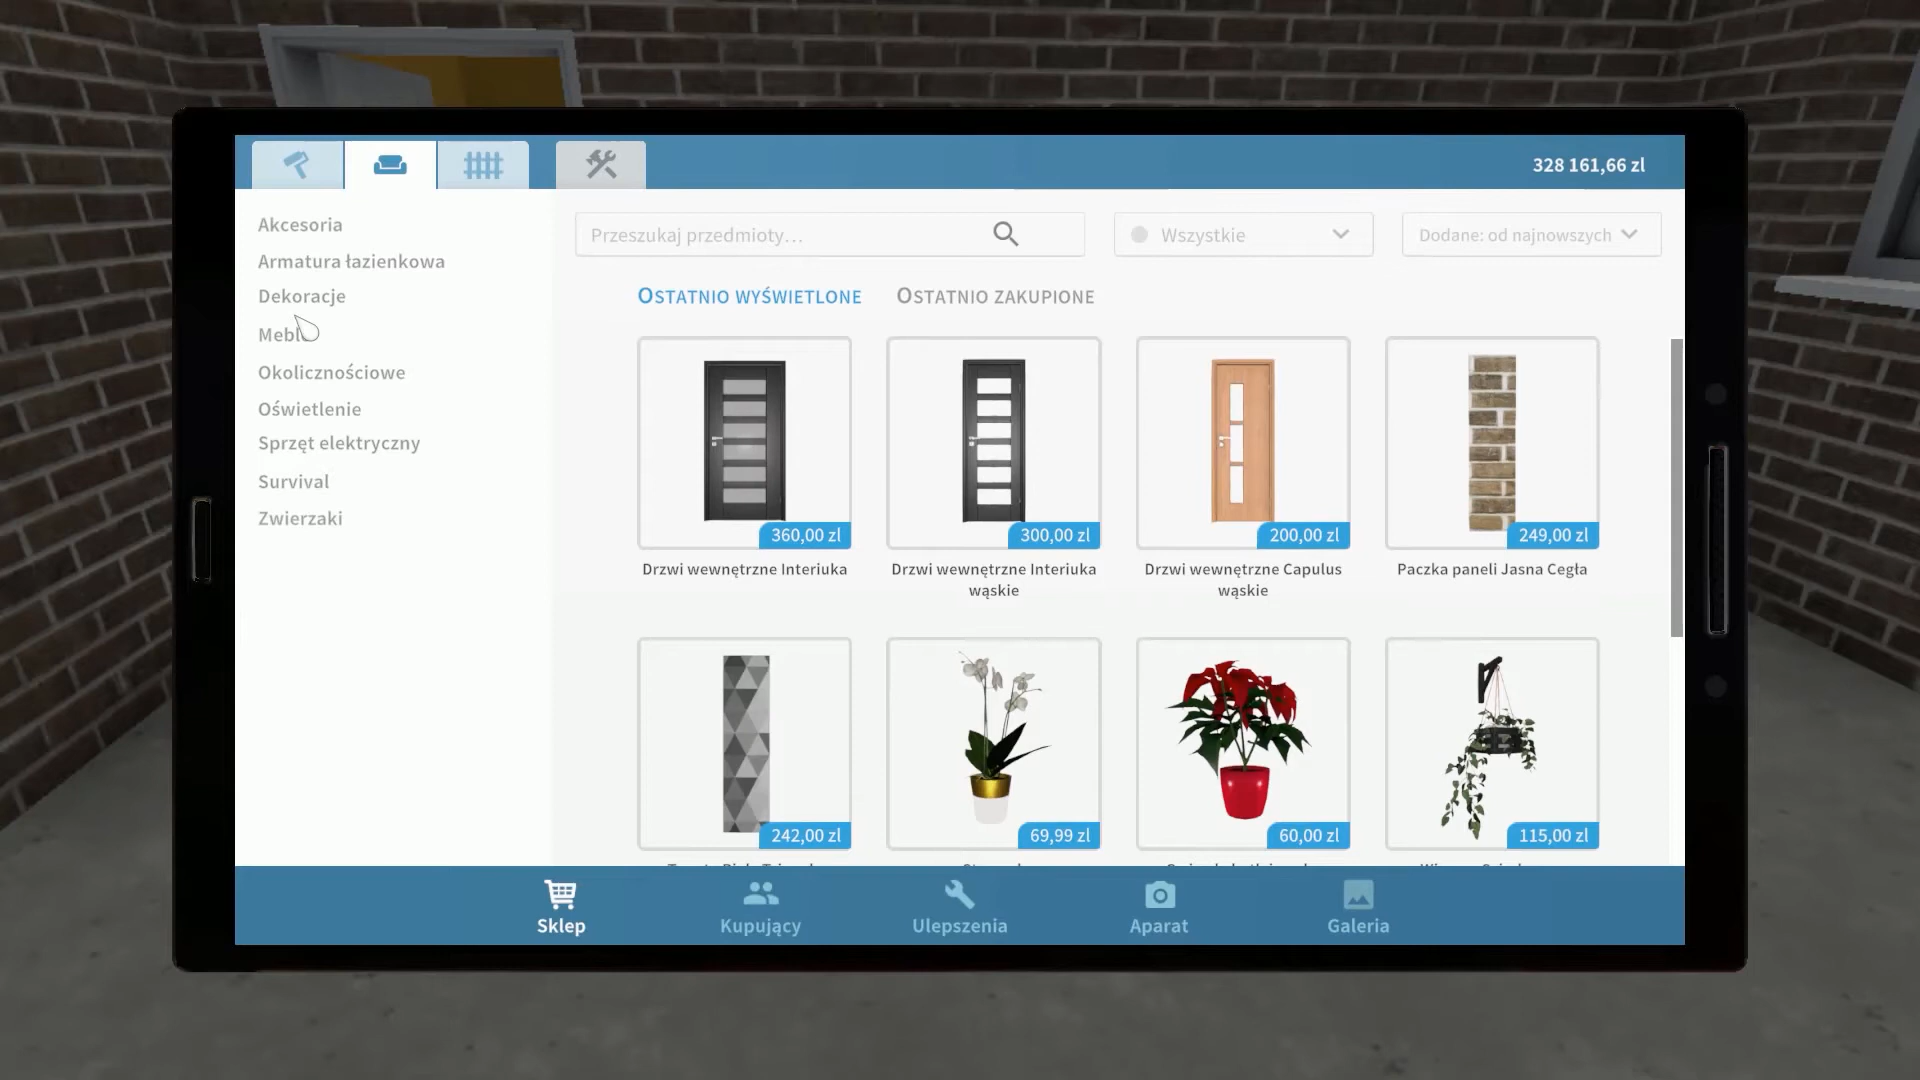 328 161,66 zl
Akcesoria
Armatura łazienkowa
Dekoracje
Okolicznościowe
Oświetlenie
Sprzęt elektryczny
Survival
Zwierzaki
Przeszukaj przedmioty…
Wszystkie
Dodane: od najnowszych
OSTATNIO WYŚWIETLONE
OSTATNIO ZAKUPIONE
360,00 zl
300,00 zl
200,00 zl
249,00 zl
Drzwi wewnętrzne Interiuka
Drzwi wewnętrzne Interiuka
wąskie
Drzwi wewnętrzne Capulus
wąskie
Paczka paneli Jasna Cegła
242,00 zl
69,99 zl
60,00 zl
115,00 zl
Sklep
Kupujący
Ulepszenia
Aparat
Galeria